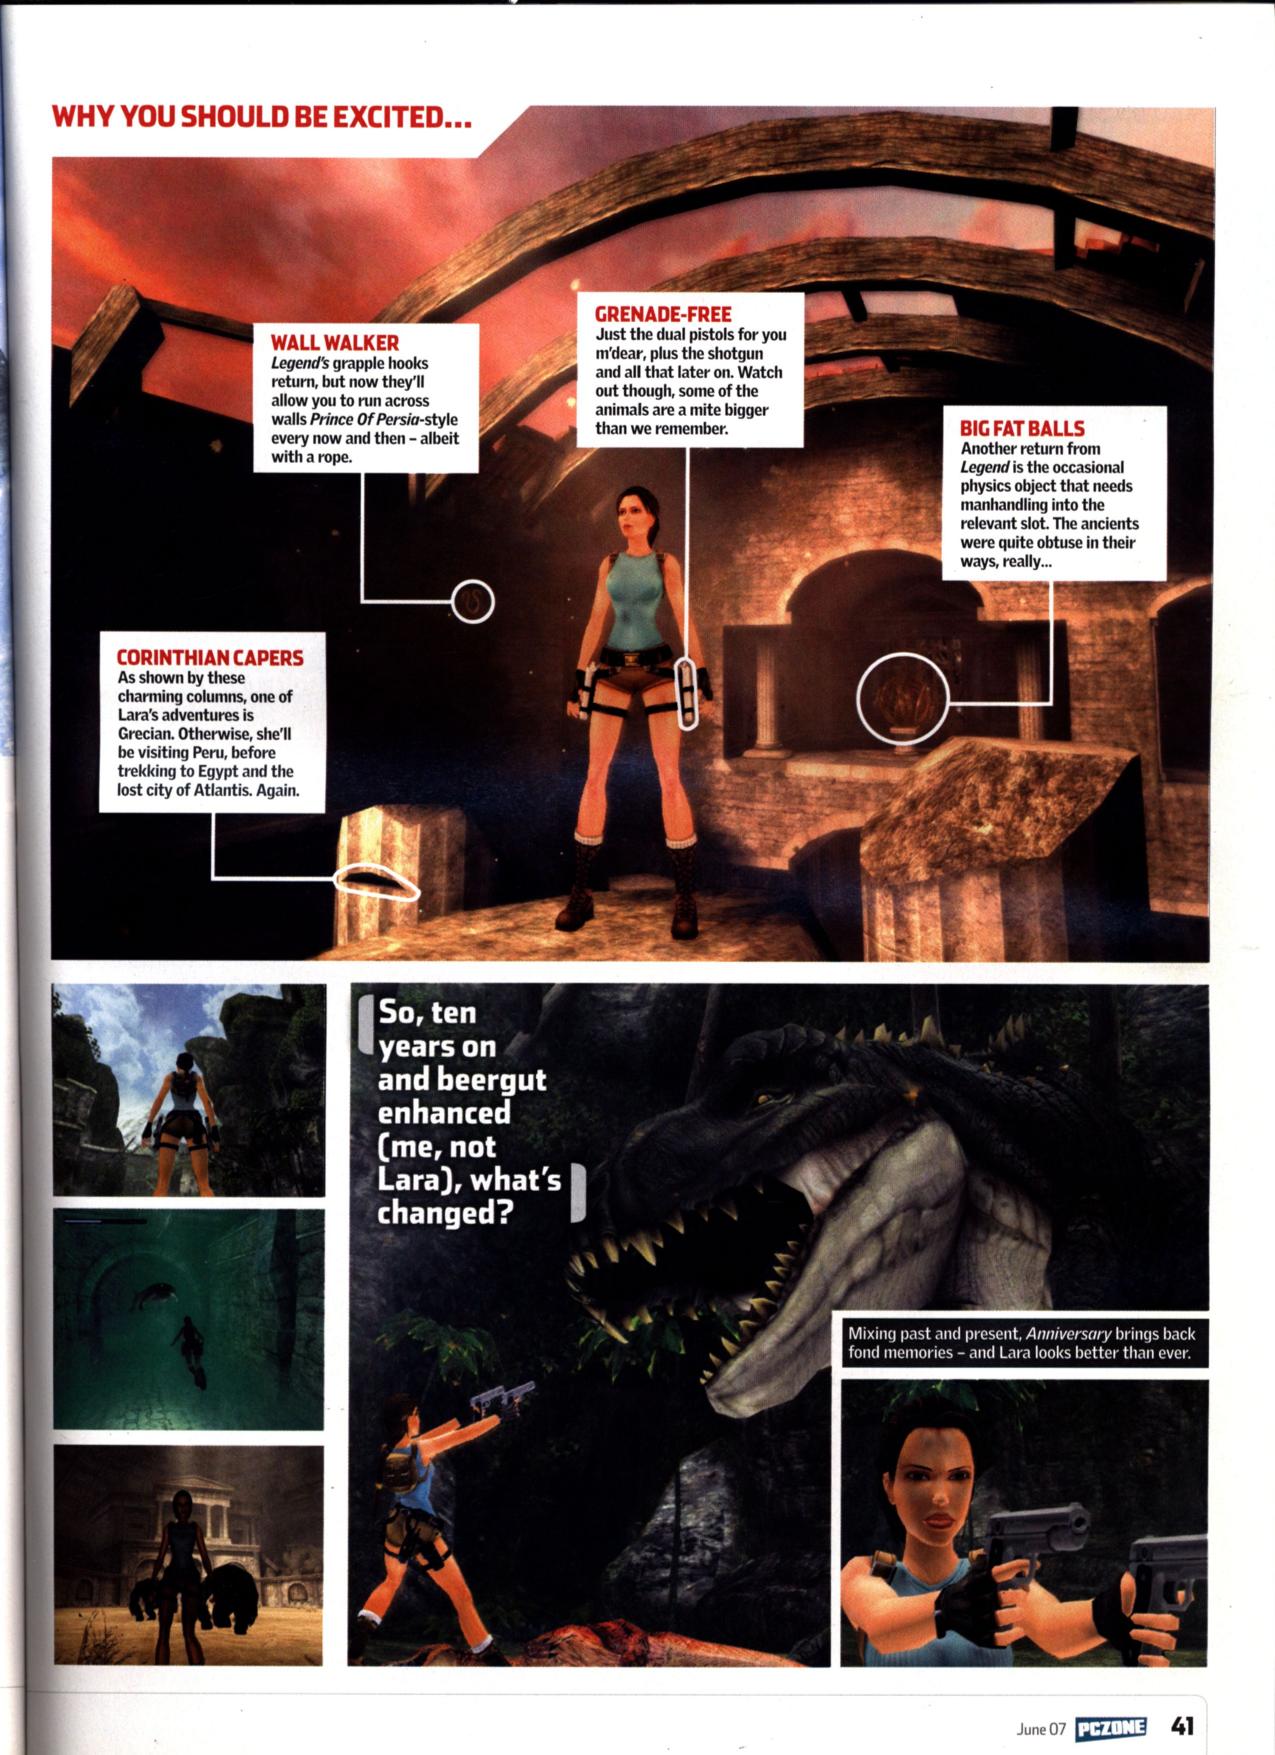 WHY YOU SHOULD BE EXCITED...
WALL WALKER
Legend's grapple hooks
return, but now they'll
allow you to run across
walls Prince Of Persia-style
every now and then – albeit
with a rope.
GRENADE-FREE
Just the dual pistols for you
m'dear, plus the shotgun
and all that later on. Watch
out though, some of the
animals are a mite bigger
than we remember.
BIG FAT BALLS
Another return from
Legend is the occasional
physics object that needs
manhandling into the
relevant slot. The ancients
were quite obtuse in their
ways, really...
CORINTHIAN CAPERS
As shown by these
charming columns, one of
Lara's adventures is
Grecian. Otherwise, she'll
be visiting Peru, before
trekking to Egypt and the
lost city of Atlantis. Again.
So, ten
years on
and beergut
enhanced
(me, not
Lara), what's
changed?
Mixing past and present, Anniversary brings back
fond memories – and Lara looks better than ever.
June 07 PCZONE 41